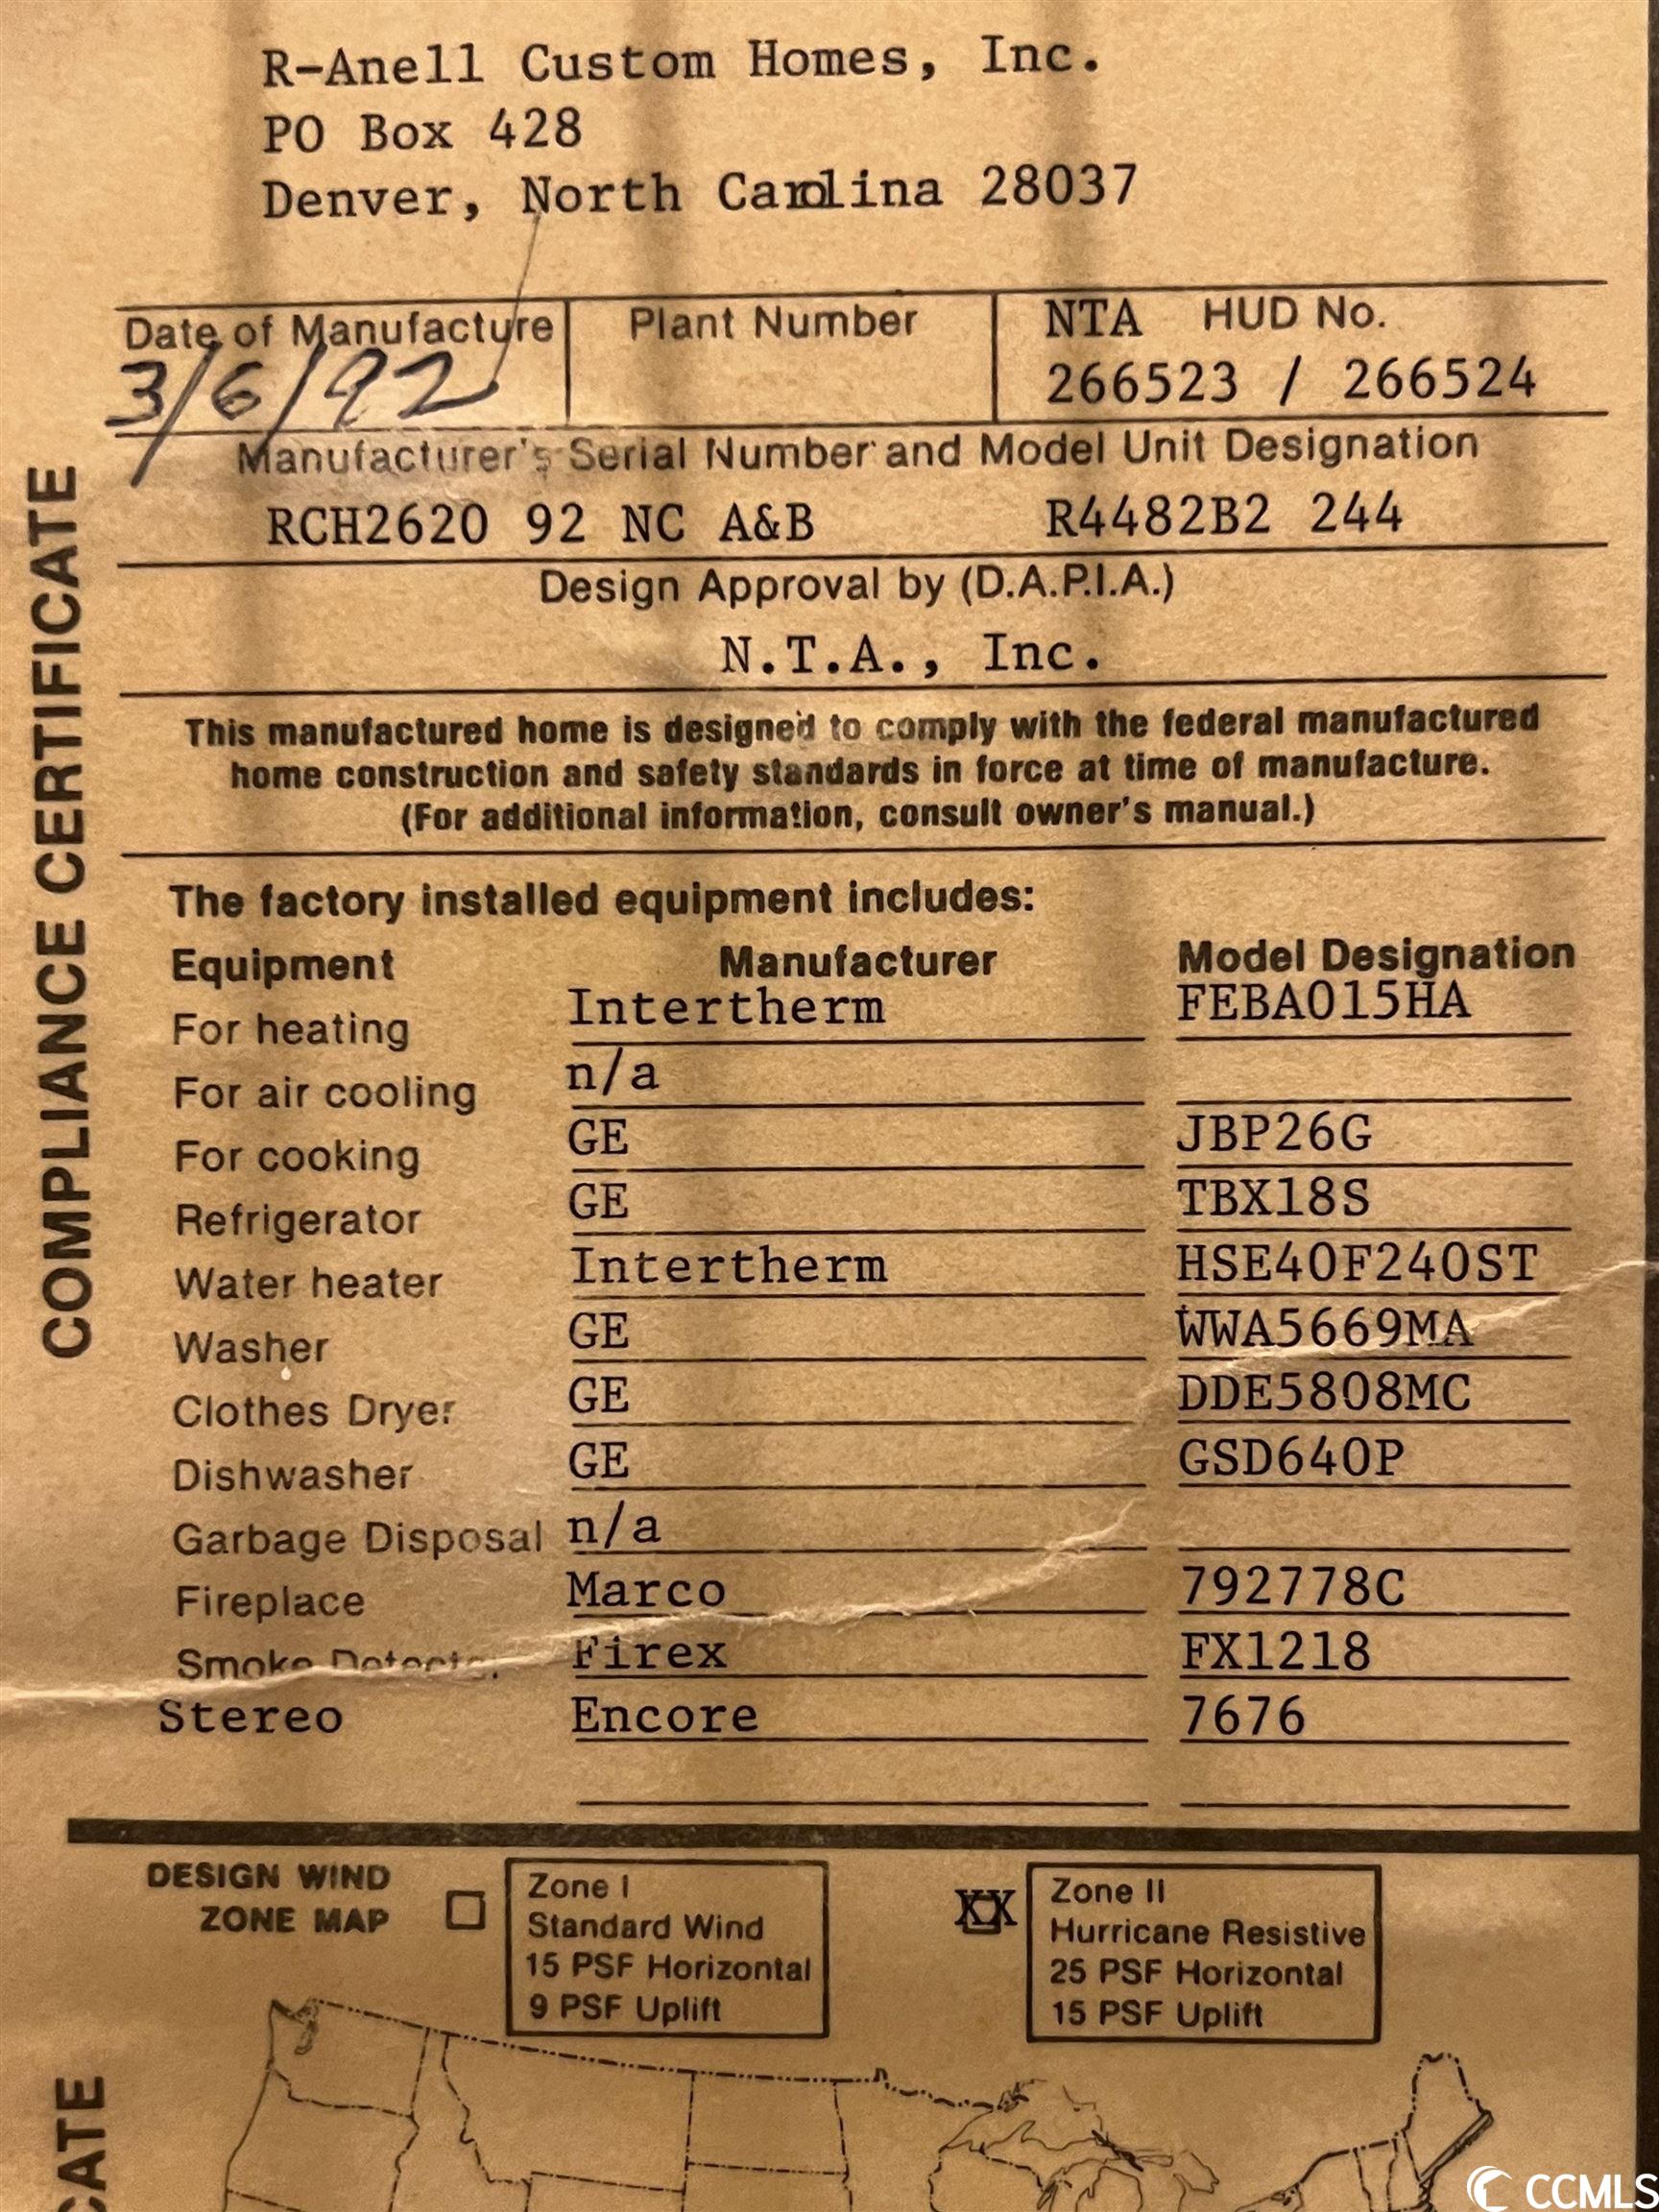 R-Anell Custom Homes, Inc.
PO Box 428
Denver, North Carolina 28037
Date of Manufacture
3/6/92
Plant Number
NTA HUD No.
266523 / 266524
Manufacturer's Serial Number and Model Unit Designation
RCH2620 92 NC A&B R4482B2 244
Design Approval by (D.A.P.I.A.)
N.T.A., Inc.
This manufactured home is designed to comply with the federal manufactured
home construction and safety standards in force at time of manufacture.
(For additional information, consult owner's manual.)
COMPLIANCE CERTIFICATE
The factory installed equipment includes:
Equipment Manufacturer Model Designation
For heating Intertherm FEBA015HA
For air cooling n/a
For cooking GE JBP26G
Refrigerator GE TBX18S
Water heater Intertherm HSE40F240ST
Washer GE WWA5669MA
Clothes Dryer GE DDE5808MC
Dishwasher GE GSD640P
Garbage Disposal n/a
Fireplace Marco 792778C
Smoke Detector Firex FX1218
Stereo Encore 7676
DESIGN WIND
ZONE MAP
Zone I
Standard Wind
15 PSF Horizontal
9 PSF Uplift
XX
Zone II
Hurricane Resistive
25 PSF Horizontal
15 PSF Uplift
CATE
CCMLS